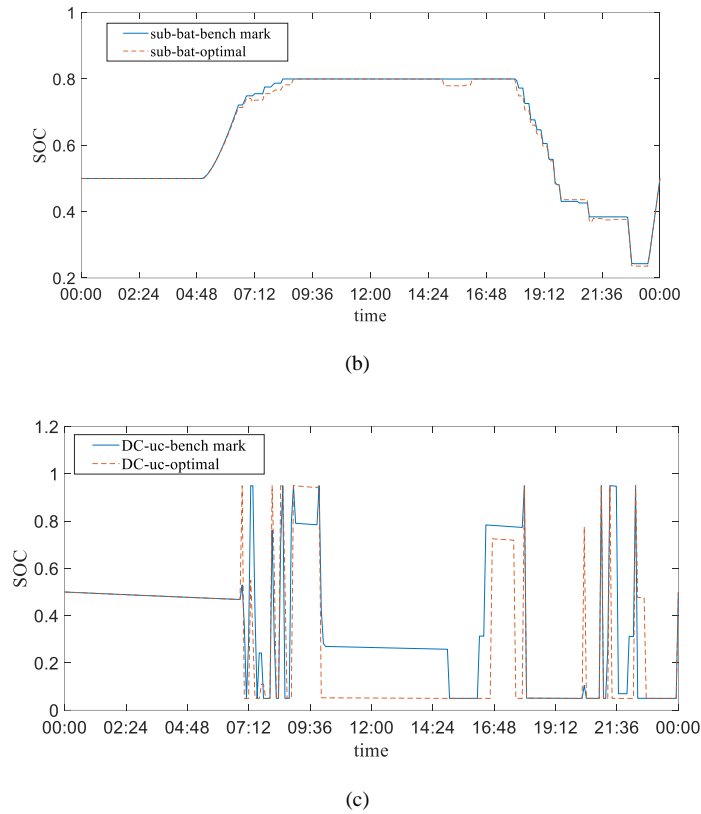 1
sub-bat-bench mark
sub-bat-optimal
0.8
0.6
SOC
0.4
0.2
00:00 02:24 04:48 07:12 09:36 12:00 14:24 16:48 19:12 21:36 00:00
time
(b)
1.2
DC-uc-bench mark
DC-uc-optimal
1
0.8
0.6
SOC
0.4
0.2
0
00:00 02:24 04:48 07:12 09:36 12:00 14:24 16:48 19:12 21:36 00:00
time
(c)